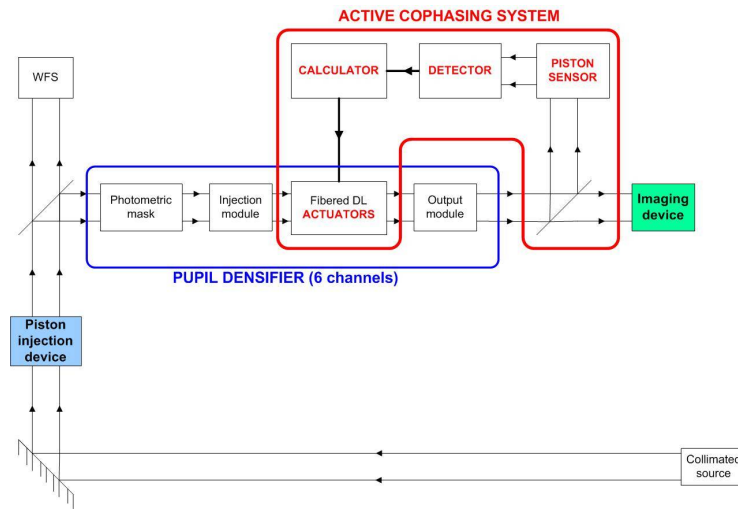 ACTIVE COPHASING SYSTEM
WFS
CALCULATOR
DETECTOR
PISTON
SENSOR
Photometric
mask
Injection
module
Fibered DL
ACTUATORS
Output
module
Imaging
device
PUPIL DENSIFIER (6 channels)
Piston
injection
device
Collimated
source